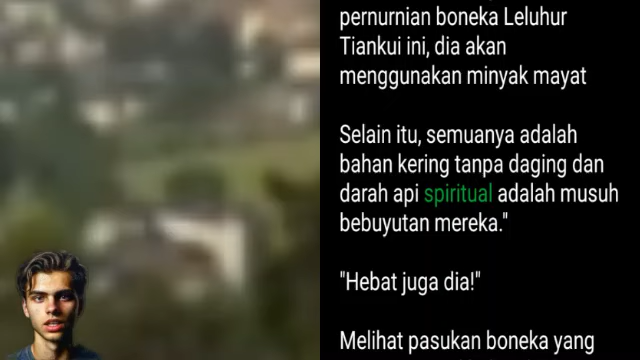 pernurnian boneka Leluhur
Tiankui ini, dia akan
menggunakan minyak mayat
Selain itu, semuanya adalah
bahan kering tanpa daging dan
darah api spiritual adalah musuh
bebuyutan mereka."
"Hebat juga dia!"
Melihat pasukan boneka yang